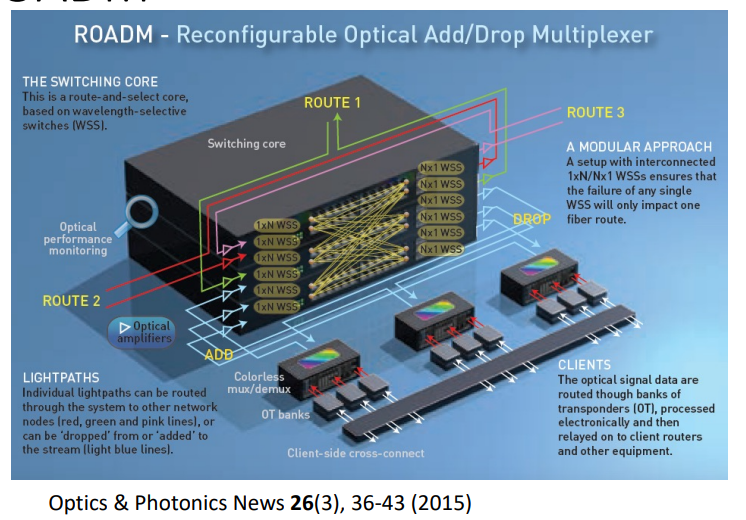 ROADM - Reconfigurable Optical Add/Drop Multiplexer
THE SWITCHING CORE
This is a route-and-select core,
based on wavelength-selective
switches (WSS).
ROUTE 1
Switching core
ROUTE 3
A MODULAR APPROACH
A setup with interconnected
1xN/Nx1 WSSs ensures that
the failure of any single
WSS will only impact one
fiber route.
Nx1 WSS
Nx1 WSS
Nx1 WSS
Nx1 WSS
Nx1 WSS
Nx1 WSS
1xN WSS
1xN WSS
1xN WSS
1xN WSS
1xN WSS
1xN WSS
DROP
Optical
performance
monitoring
ROUTE 2
Optical
amplifiers
ADD
LIGHTPATHS
Individual lightpaths can be routed
through the system to other network
nodes (red, green and pink lines), or
can be ‘dropped’ from or ‘added’ to
the stream (light blue lines).
Colorless
mux/demux
OT banks
Client-side cross-connect
CLIENTS
The optical signal data are
routed though banks of
transponders (OT), processed
electronically and then
relayed on to client routers
and other equipment.
Optics & Photonics News 26(3), 36-43 (2015)